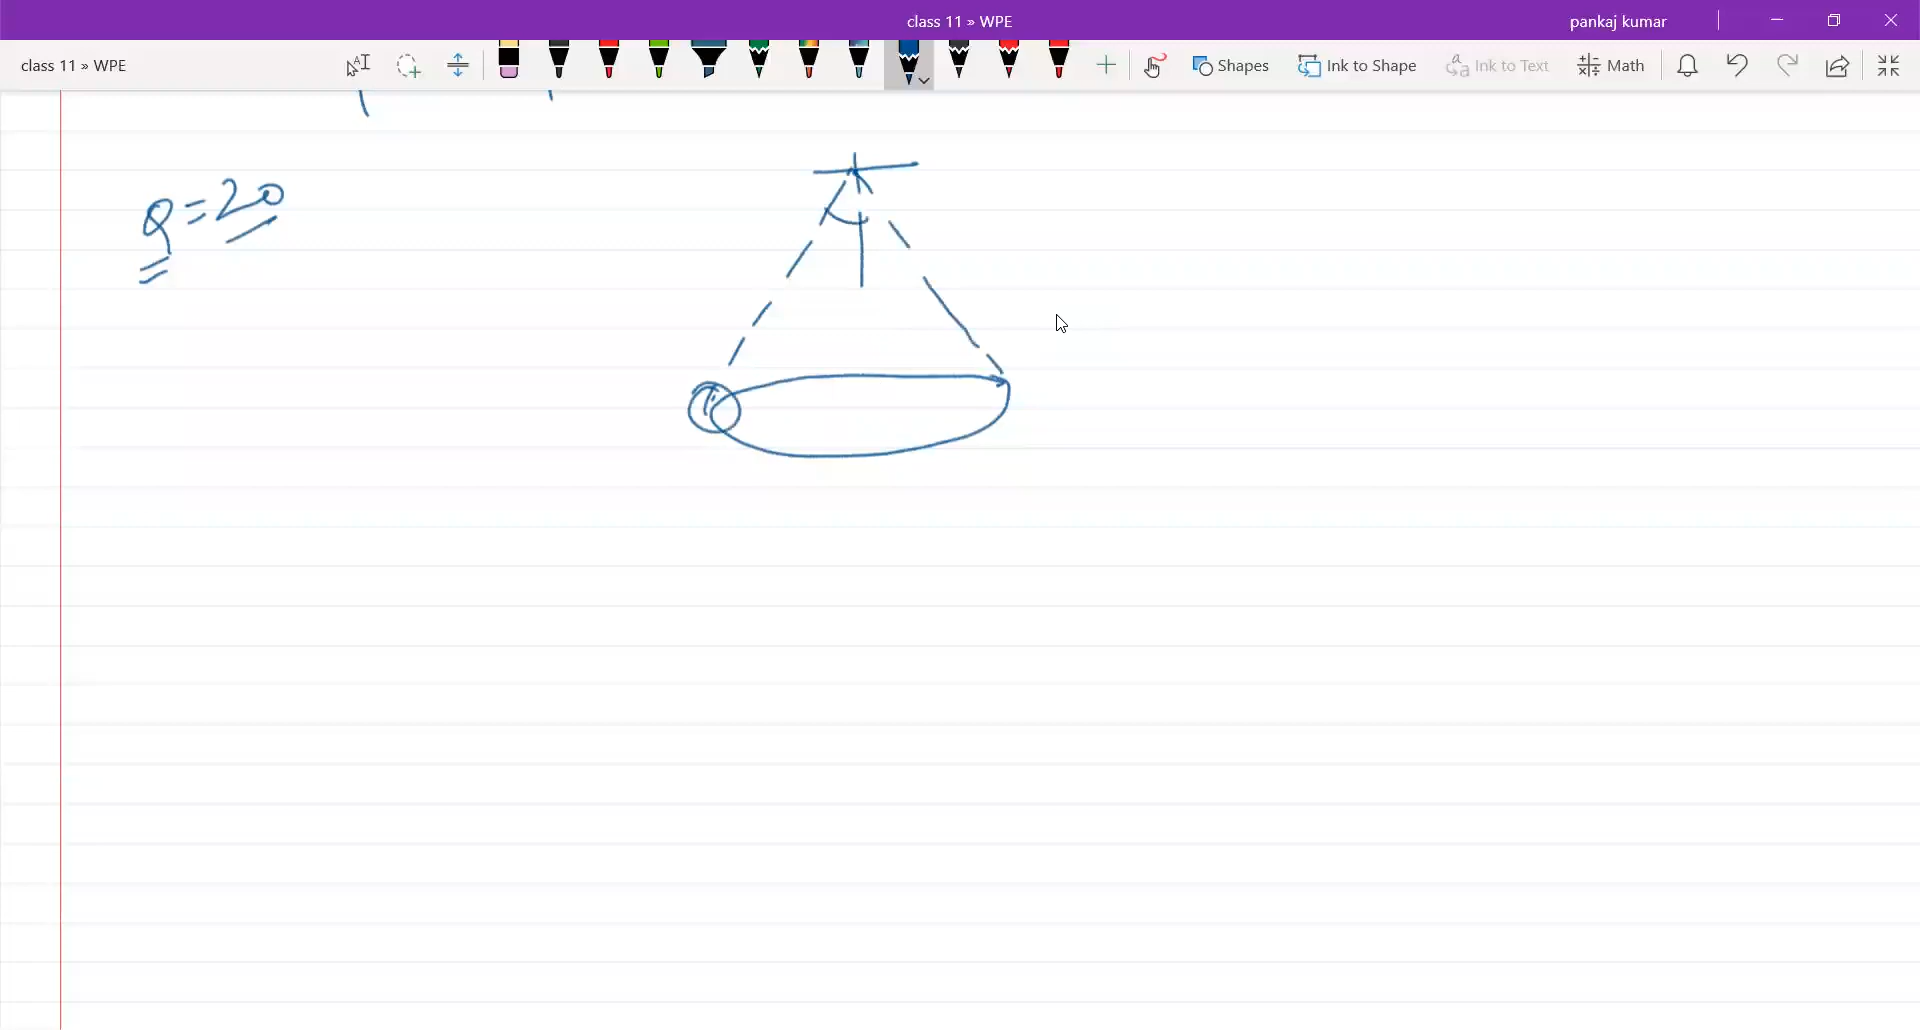 class 11 » WPE
pankaj kumar
class 11 » WPE
Shapes
Ink to Shape
Ink to Text
Math
Q=20